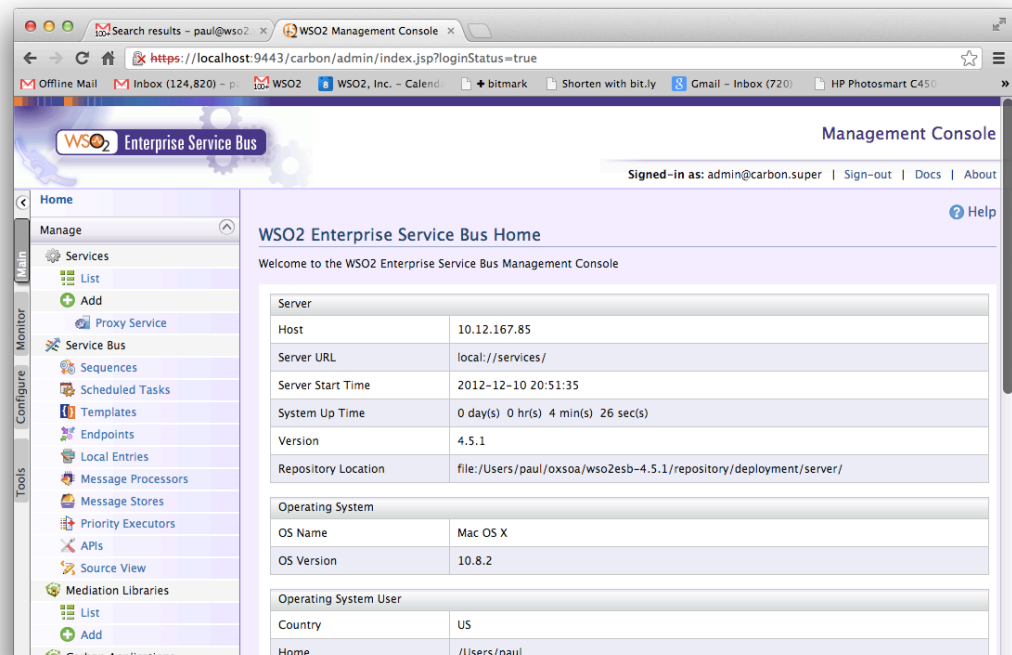 Search results – paul@wso2.
WSO2 Management Console
https://localhost:9443/carbon/admin/index.jsp?loginStatus=true
Offline Mail
Inbox (124,820) – p
WSO2
WSO2, Inc. – Calend
+ bitmark
Shorten with bit.ly
Gmail – Inbox (720)
HP Photosmart C450
»
WSO2 Enterprise Service Bus
Management Console
Signed-in as: admin@carbon.super | Sign-out | Docs | About
Main
Monitor
Configure
Tools
Home
Manage
Services
List
Add
Proxy Service
Service Bus
Sequences
Scheduled Tasks
Templates
Endpoints
Local Entries
Message Processors
Message Stores
Priority Executors
APIs
Source View
Mediation Libraries
List
Add
Help
WSO2 Enterprise Service Bus Home
Welcome to the WSO2 Enterprise Service Bus Management Console
Server
Host 10.12.167.85
Server URL local://services/
Server Start Time 2012-12-10 20:51:35
System Up Time 0 day(s) 0 hr(s) 4 min(s) 26 sec(s)
Version 4.5.1
Repository Location file:/Users/paul/oxsoa/wso2esb-4.5.1/repository/deployment/server/
Operating System
OS Name Mac OS X
OS Version 10.8.2
Operating System User
Country US
Home /Users/paul